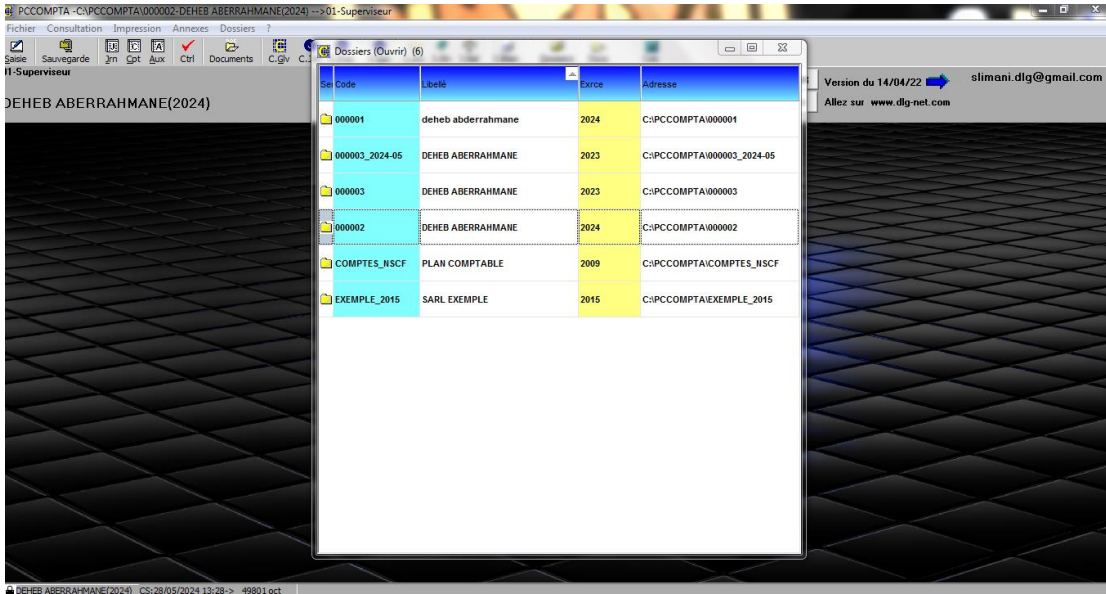 PCCOMPTA -C:\PCCOMPTA\000002-DEHEB ABERRAHMANE(2024) -->01-Superviseur
Fichier Consultation Impression Annexes Dossiers ?
Saisie Sauvegarde Jrn Cpt Aux Ctrl Documents C.Glv
01-Superviseur
DEHEB ABERRAHMANE(2024)
Version du 14/04/22
slimani.dlg@gmail.com
Allez sur www.dlg-net.com
Dossiers (Ouvrir) (6)
Ser Code Libellé Exrce Adresse
000001 deheb abderrahmane 2024 C:\PCCOMPTA\000001
000003_2024-05 DEHEB ABERRAHMANE 2023 C:\PCCOMPTA\000003_2024-05
000003 DEHEB ABERRAHMANE 2023 C:\PCCOMPTA\000003
000002 DEHEB ABERRAHMANE 2024 C:\PCCOMPTA\000002
COMPTES_NSCF PLAN COMPTABLE 2009 C:\PCCOMPTA\COMPTES_NSCF
EXEMPLE_2015 SARL EXEMPLE 2015 C:\PCCOMPTA\EXEMPLE_2015
DEHEB ABERRAHMANE(2024) CS:28/05/2024 13:28-> 49801 oct